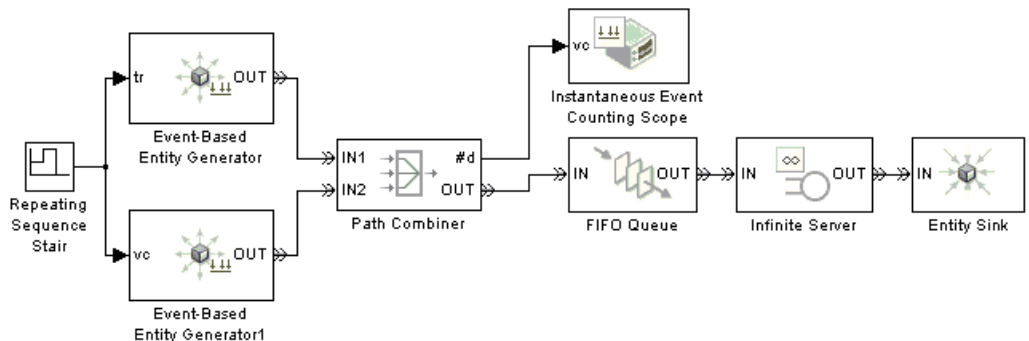 vc
Instantaneous Event
Counting Scope
tr
OUT
Event-Based
Entity Generator
Repeating
Sequence
Stair
IN1
#d
IN2
OUT
Path Combiner
IN
OUT
FIFO Queue
IN
∞
OUT
Infinite Server
IN
Entity Sink
vc
OUT
Event-Based
Entity Generator1